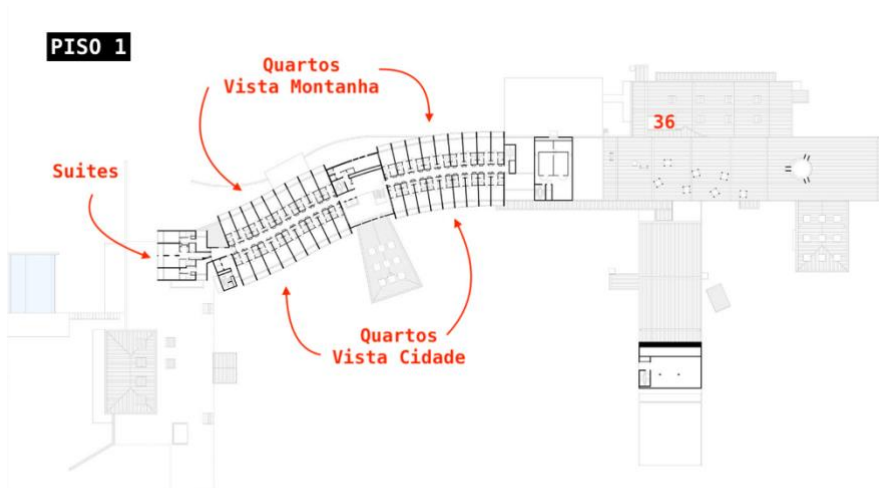 PISO 1
Quartos
Vista Montanha
36
Suites
Quartos
Vista Cidade